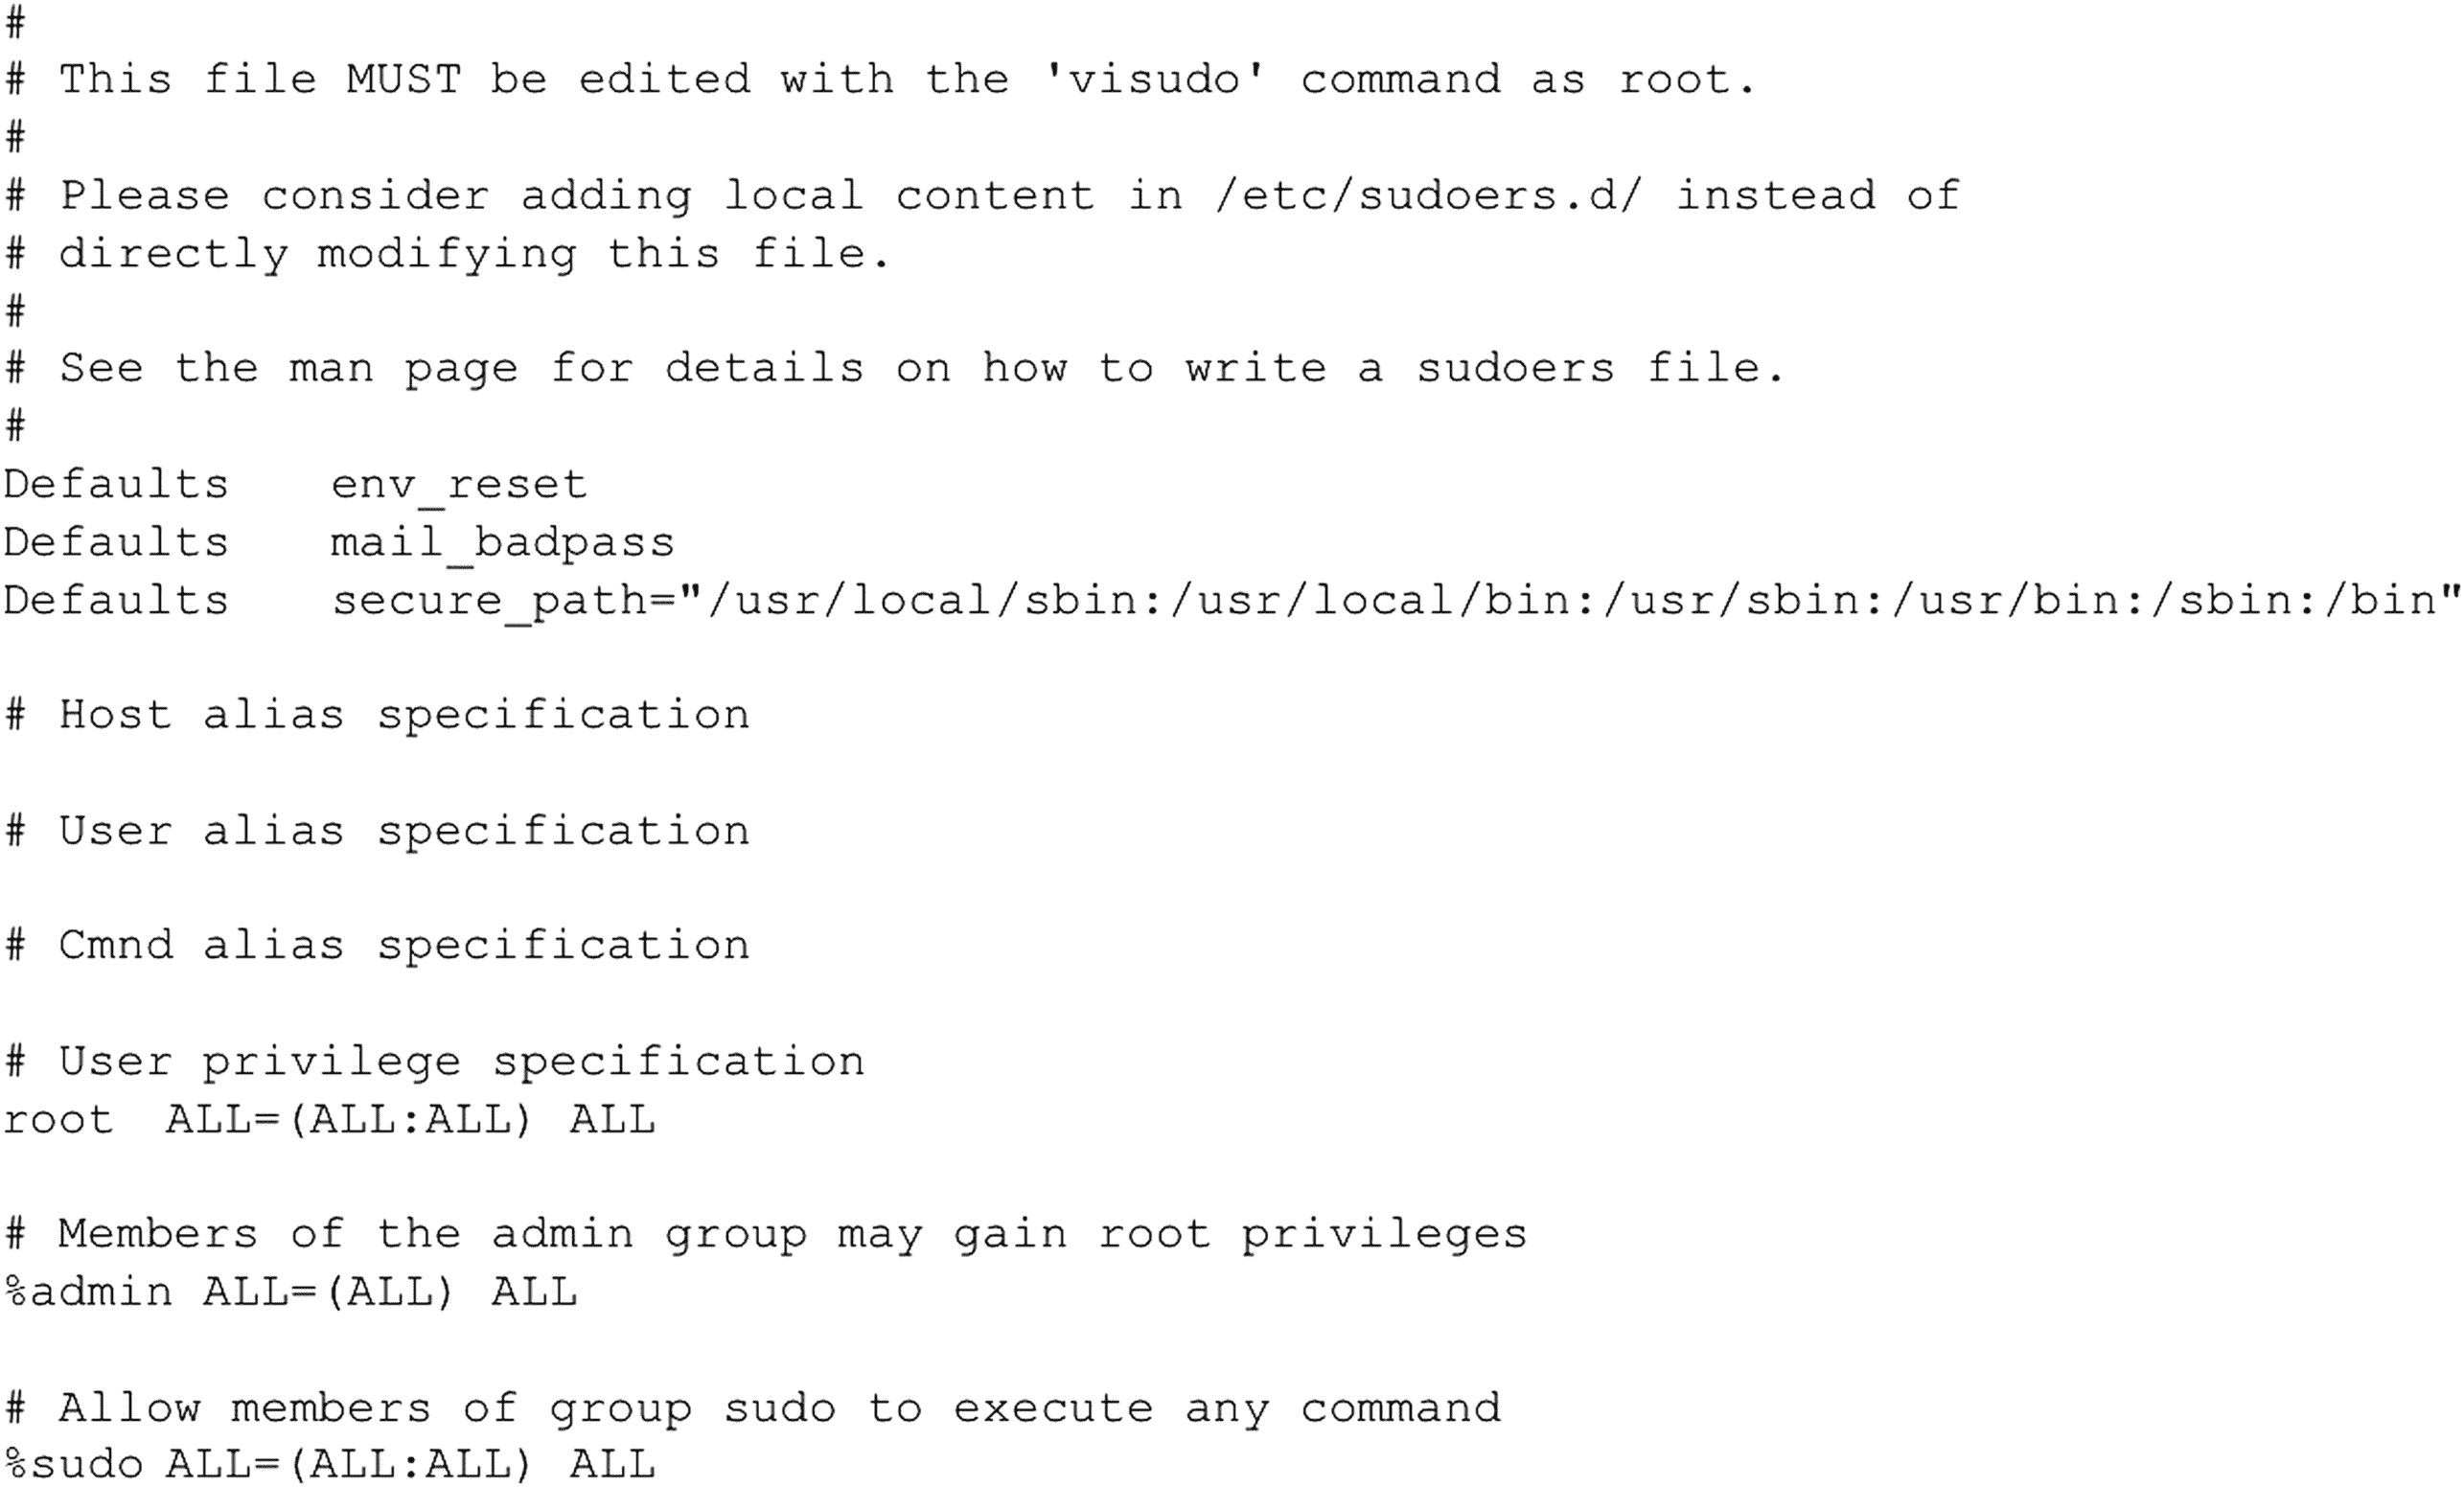 #
# This file MUST be edited with the 'visudo' command as root.
#
# Please consider adding local content in /etc/sudoers.d/ instead of
# directly modifying this file.
#
# See the man page for details on how to write a sudoers file.
#
Defaults    env_reset
Defaults    mail_badpass
Defaults    secure_path="/usr/local/sbin:/usr/local/bin:/usr/sbin:/usr/bin:/sbin:/bin"

# Host alias specification

# User alias specification

# Cmnd alias specification

# User privilege specification
root  ALL=(ALL:ALL) ALL

# Members of the admin group may gain root privileges
%admin ALL=(ALL) ALL

# Allow members of group sudo to execute any command
%sudo ALL=(ALL:ALL) ALL